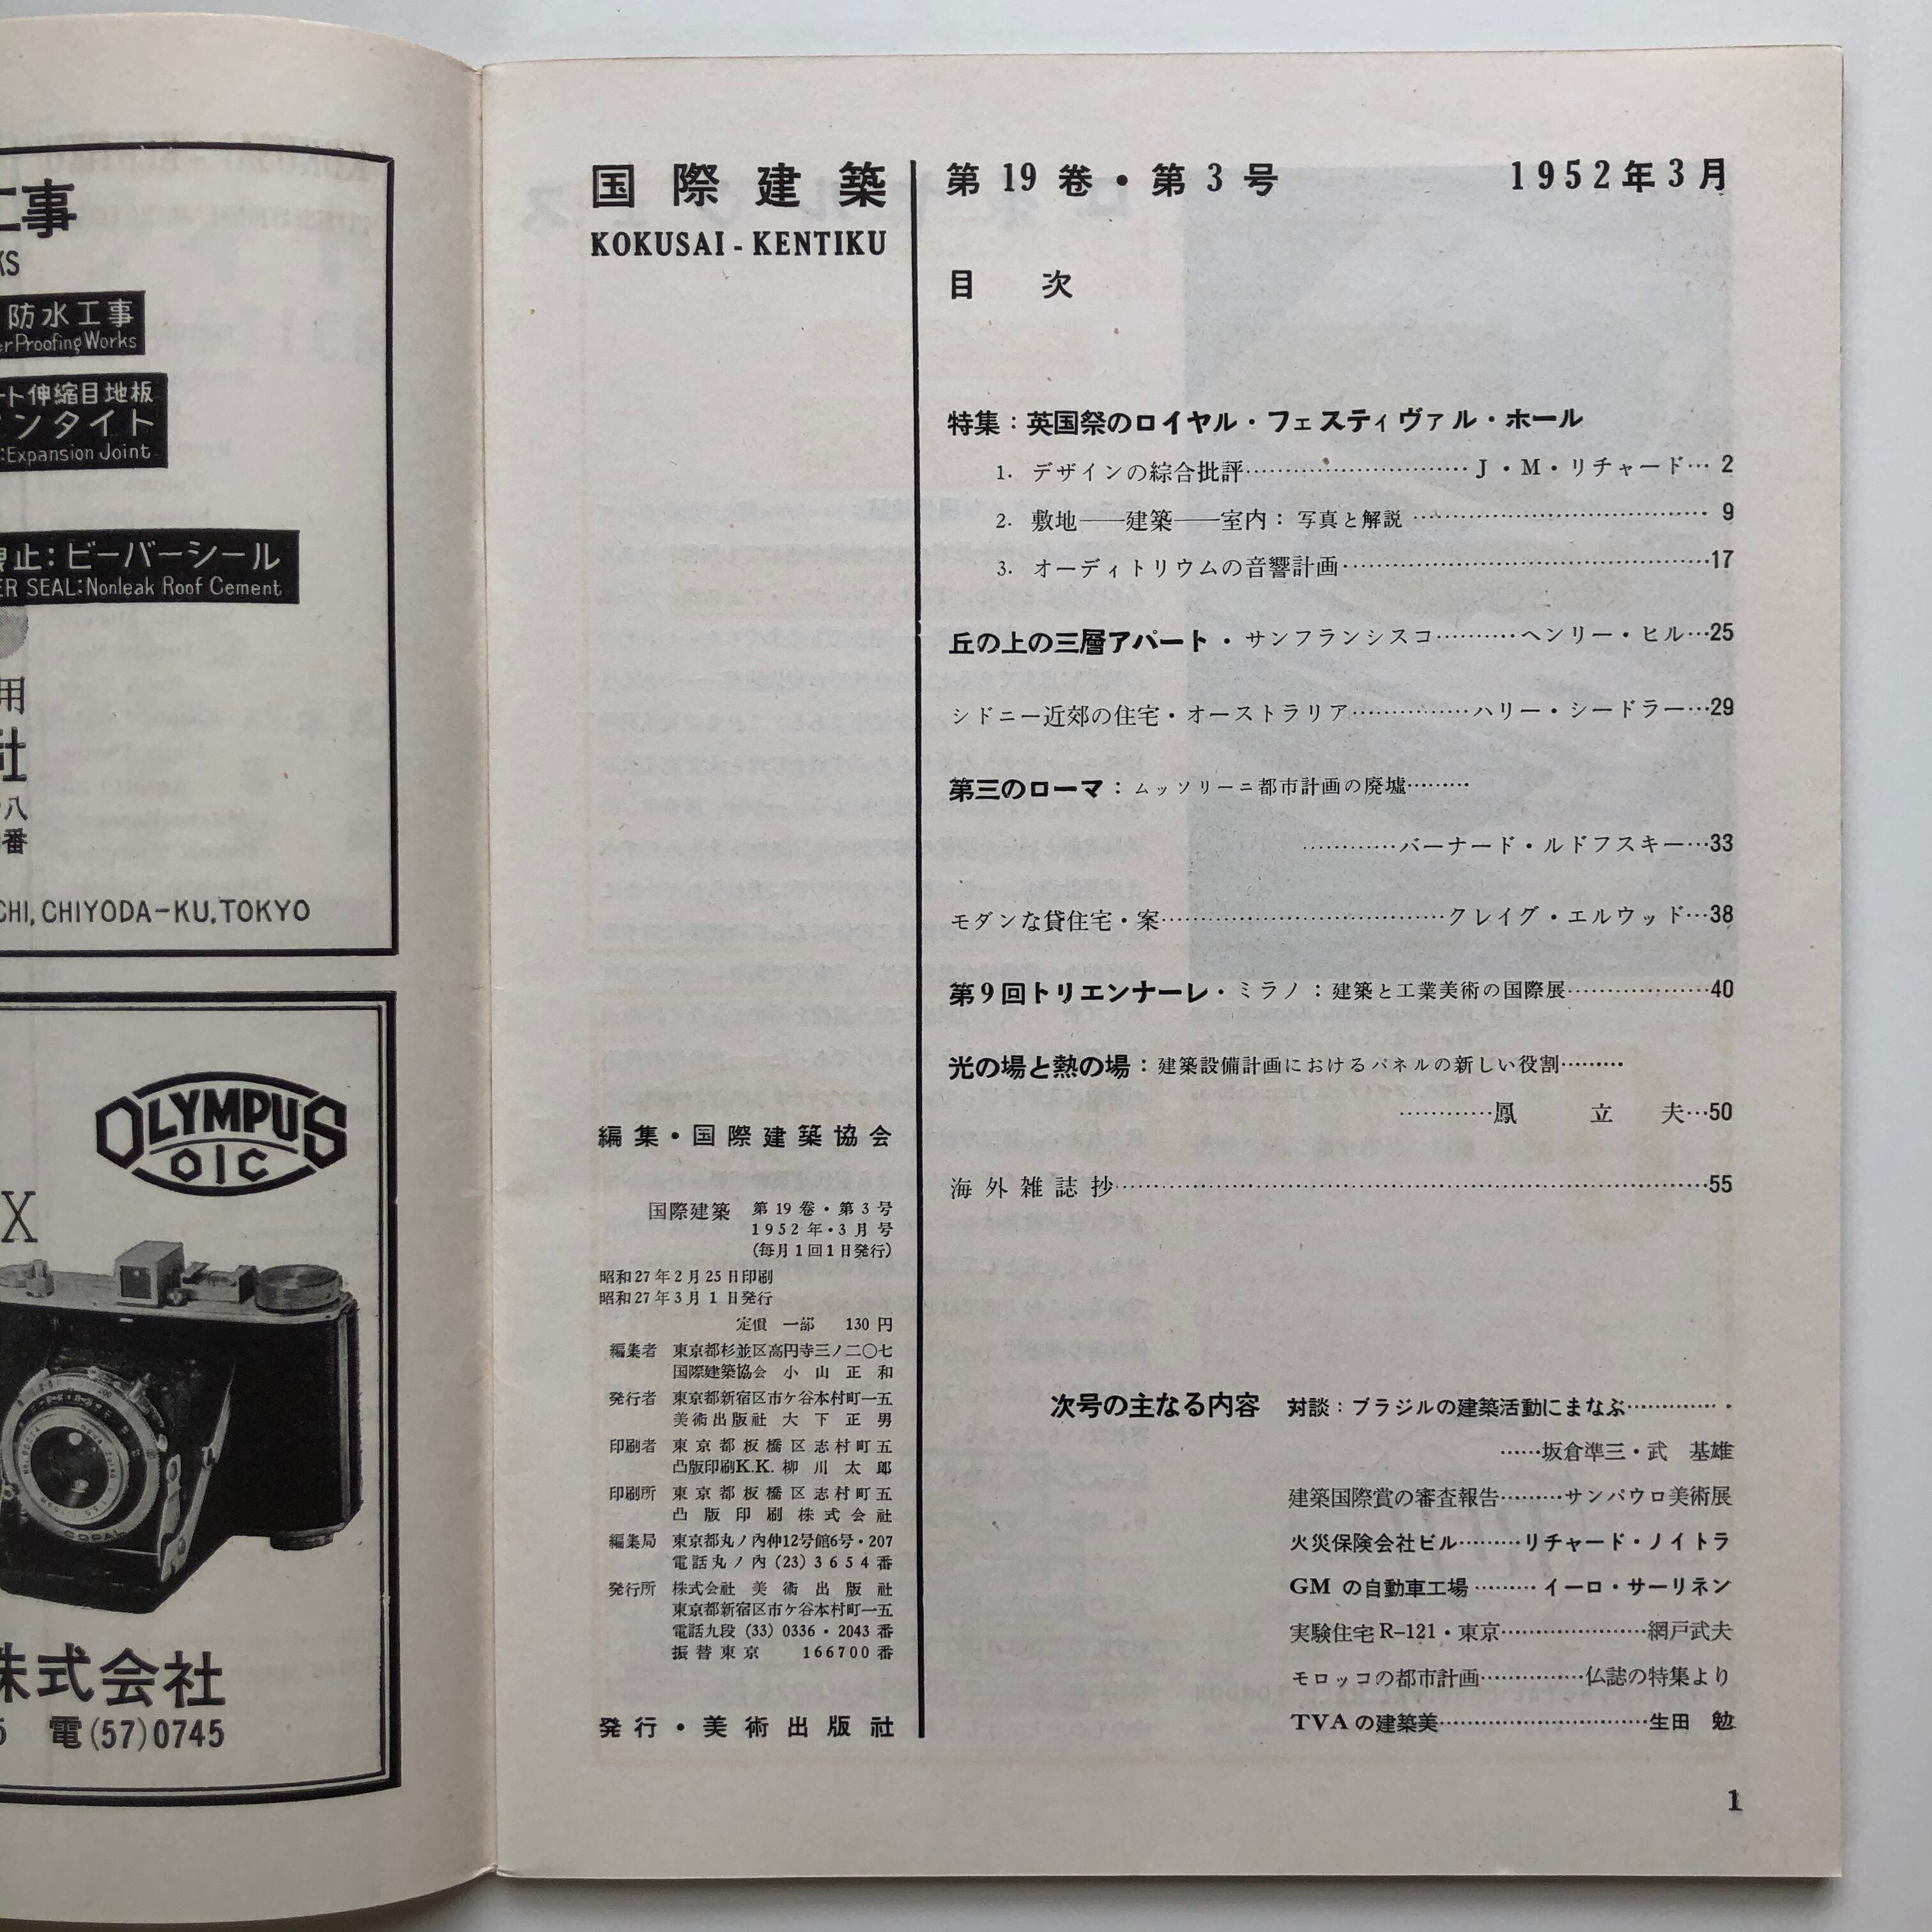 工事
KS
防水工事
erProofing Works
ート伸縮目地板
ンタイト
:Expansion Joint
止:ビーバーシール
ER SEAL:Nonleak Roof Cement
用
社
八
番
CHI, CHIYODA-KU, TOKYO
OLYMPUS
OIC
X
COPAL
株式会社
電(57)0745
国際建築
KOKUSAI-KENTIKU
第19巻・第3号 1952年3月
目次
特集:英国祭のロイヤル・フェスティヴァル・ホール
1. デザインの綜合批評…………………………J・M・リチャード… 2
2. 敷地——建築——室内:写真と解説………………………………… 9
3. オーディトリウムの音響計画…………………………………………17
丘の上の三層アパート・サンフランシスコ…………ヘンリー・ヒル…25
シドニー近郊の住宅・オーストラリア……………ハリー・シードラー…29
第三のローマ:ムッソリーニ都市計画の廃墟………
…………バーナード・ルドフスキー…33
モダンな貸住宅・案………………………………クレイグ・エルウッド…38
第9回トリエンナーレ・ミラノ:建築と工業美術の国際展………………40
光の場と熱の場:建築設備計画におけるパネルの新しい役割………
…………鳳 立 夫…50
海外雑誌抄……………………………………………………………………55
編集・国際建築協会
国際建築 第19巻・第3号
1952年・3月号
(毎月1回1日発行)
昭和27年2月25日印刷
昭和27年3月1日発行
定價 一部 130円
編集者 東京都杉並区高円寺三ノ二〇七
国際建築協会 小山正和
発行者 東京都新宿区市ケ谷本村町一五
美術出版社 大下正男
印刷者 東京都板橋区志村町五
凸版印刷K.K. 柳川太郎
印刷所 東京都板橋区志村町五
凸版印刷株式会社
編集局 東京都丸ノ内仲12号館6号・207
電話丸ノ内(23)3654番
発行所 株式会社 美術出版社
東京都新宿区市ケ谷本村町一五
電話九段(33)0336・2043番
振替東京 166700番
発行・美術出版社
次号の主なる内容 対談:ブラジルの建築活動にまなぶ……………
……坂倉準三・武 基雄
建築国際賞の審査報告………サンパウロ美術展
火災保険会社ビル………リチャード・ノイトラ
GMの自動車工場………イーロ・サーリネン
実験住宅R-121・東京…………………網戸武夫
モロッコの都市計画……………仏誌の特集より
TVAの建築美…………………………生田 勉
1